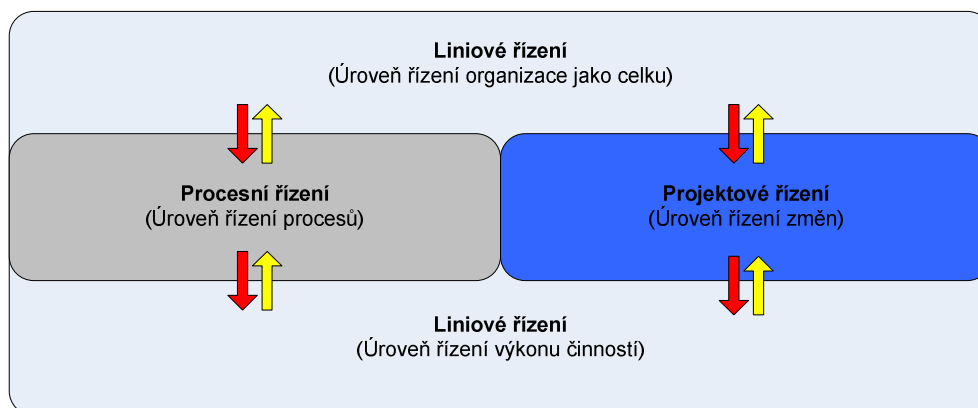 Liniové řízení
(Úroveň řízení organizace jako celku)
Procesní řízení
(Úroveň řízení procesů)
Projektové řízení
(Úroveň řízení změn)
Liniové řízení
(Úroveň řízení výkonu činností)